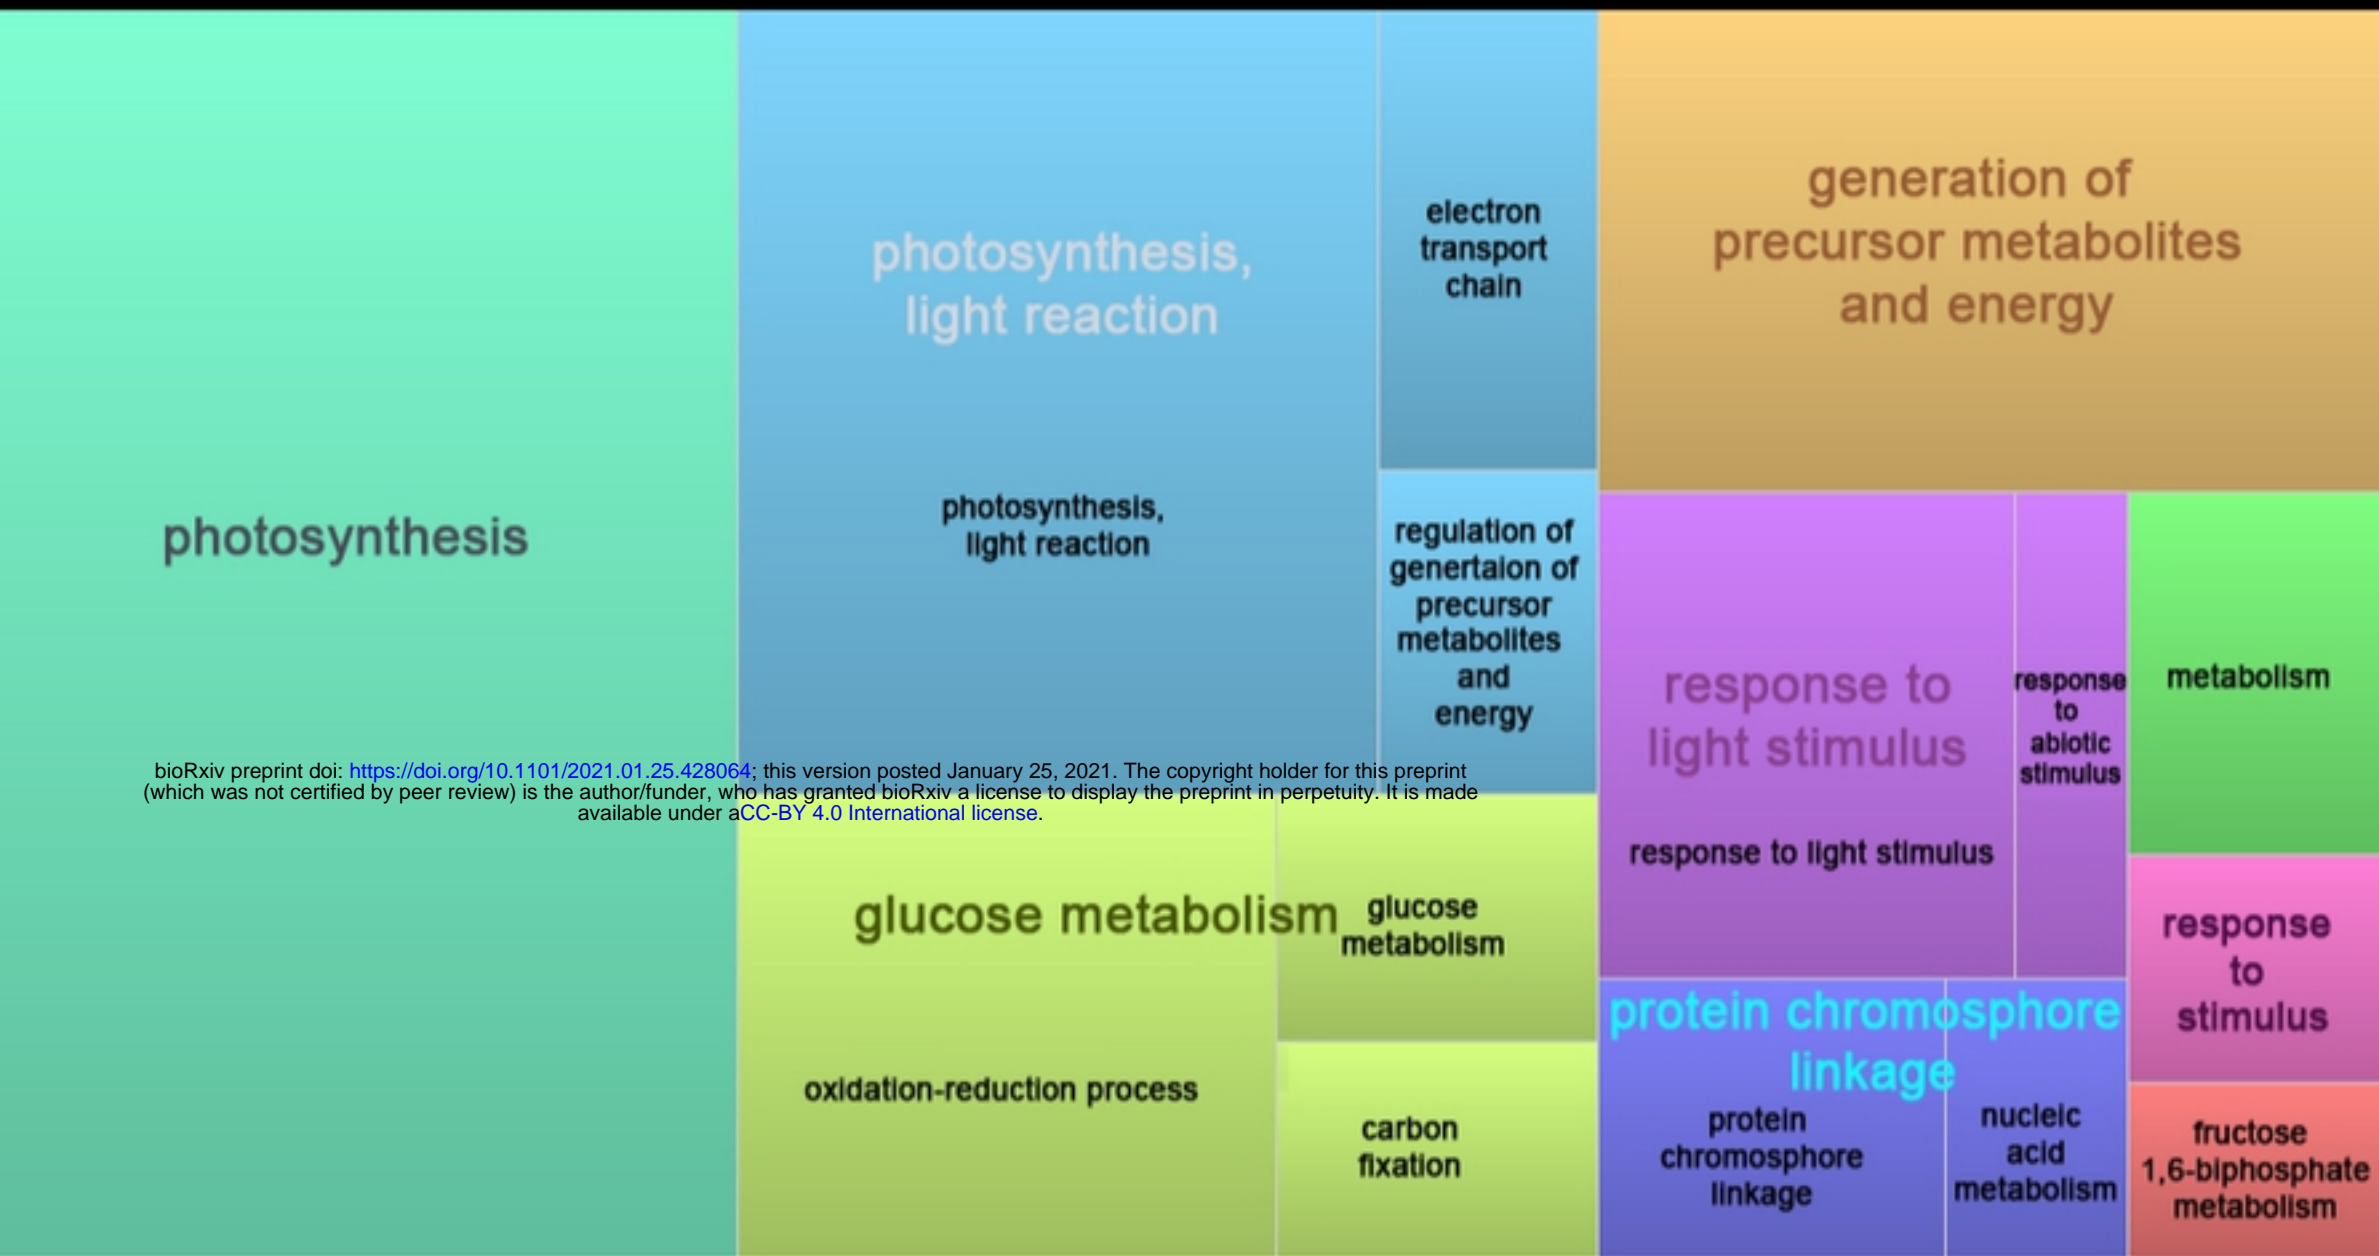 photosynthesis
photosynthesis,
light reaction
photosynthesis,
light reaction
electron
transport
chain
regulation of
genertaion of
precursor
metabolites
and
energy
generation of
precursor metabolites
and energy
response to
light stimulus
response to light stimulus
response
to
abiotic
stimulus
metabolism
response
to
stimulus
bioRxiv preprint doi: https://doi.org/10.1101/2021.01.25.428064; this version posted January 25, 2021. The copyright holder for this preprint
(which was not certified by peer review) is the author/funder, who has granted bioRxiv a license to display the preprint in perpetuity. It is made
available under aCC-BY 4.0 International license.
glucose metabolism
oxidation-reduction process
glucose
metabolism
carbon
fixation
protein chromosphore
linkage
protein
chromosphore
linkage
nucleic
acid
metabolism
fructose
1,6-biphosphate
metabolism